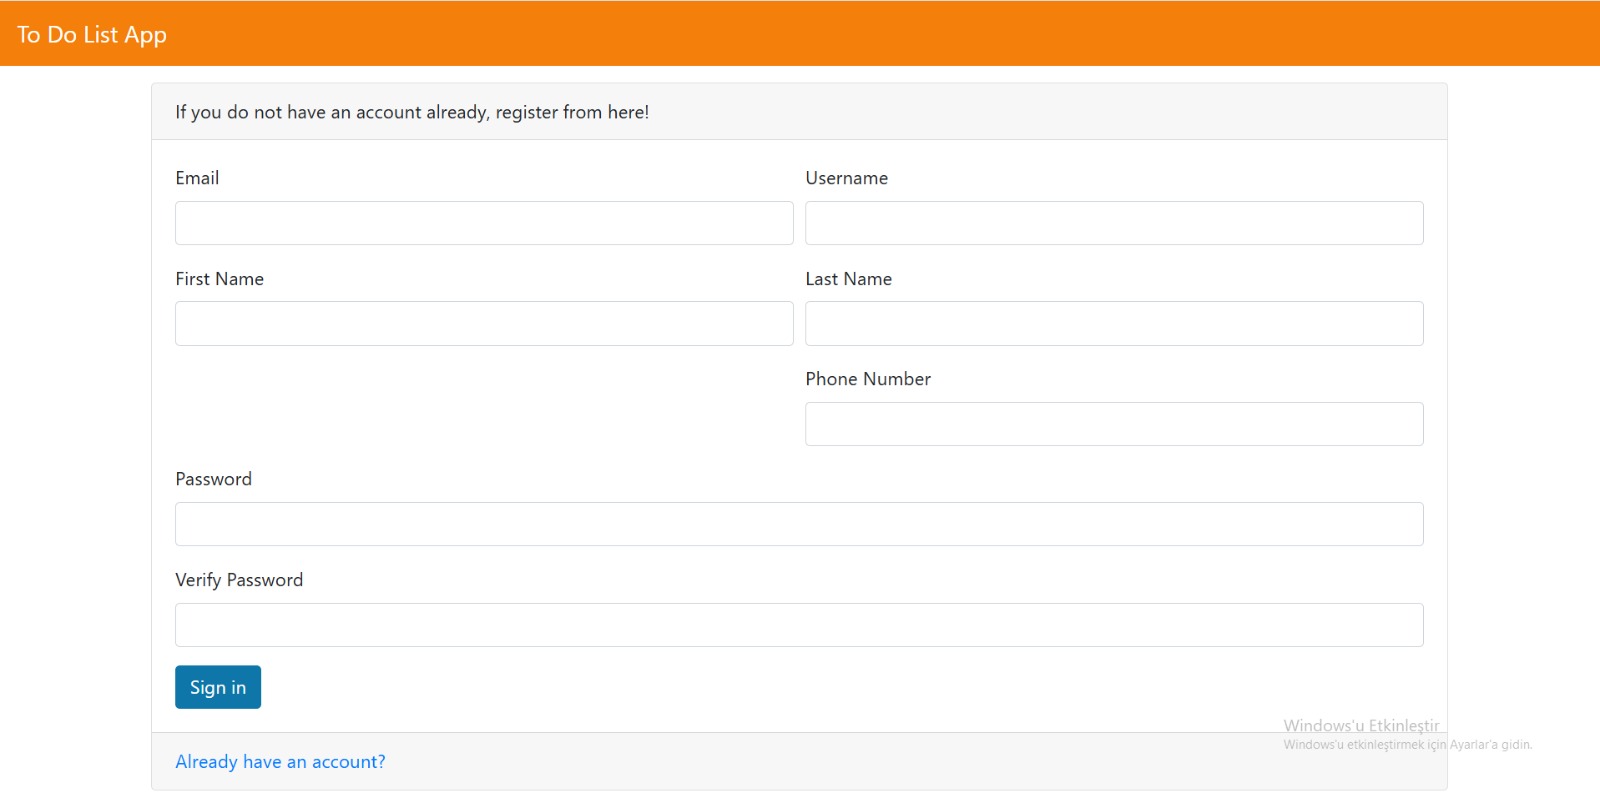 To Do List App
If you do not have an account already, register from here!
Email
Username
First Name
Last Name
Phone Number
Password
Verify Password
Sign in
Windows'u Etkinleştir
Windows'u etkinleştirmek için Ayarlar'a gidin.
Already have an account?